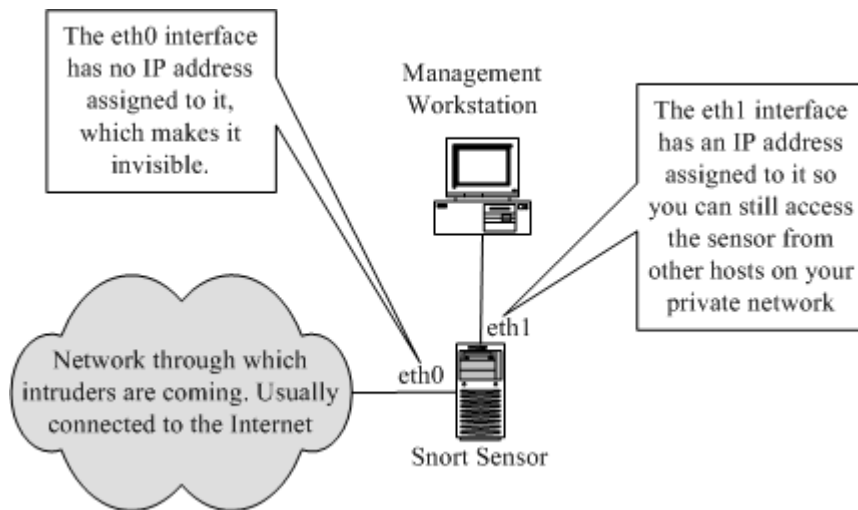 The eth0 interface
has no IP address
assigned to it,
which makes it
invisible.
Management
Workstation
The eth1 interface
has an IP address
assigned to it so
you can still access
the sensor from
other hosts on your
private network
eth1
Network through which
intruders are coming. Usually
connected to the Internet
eth0
Snort Sensor